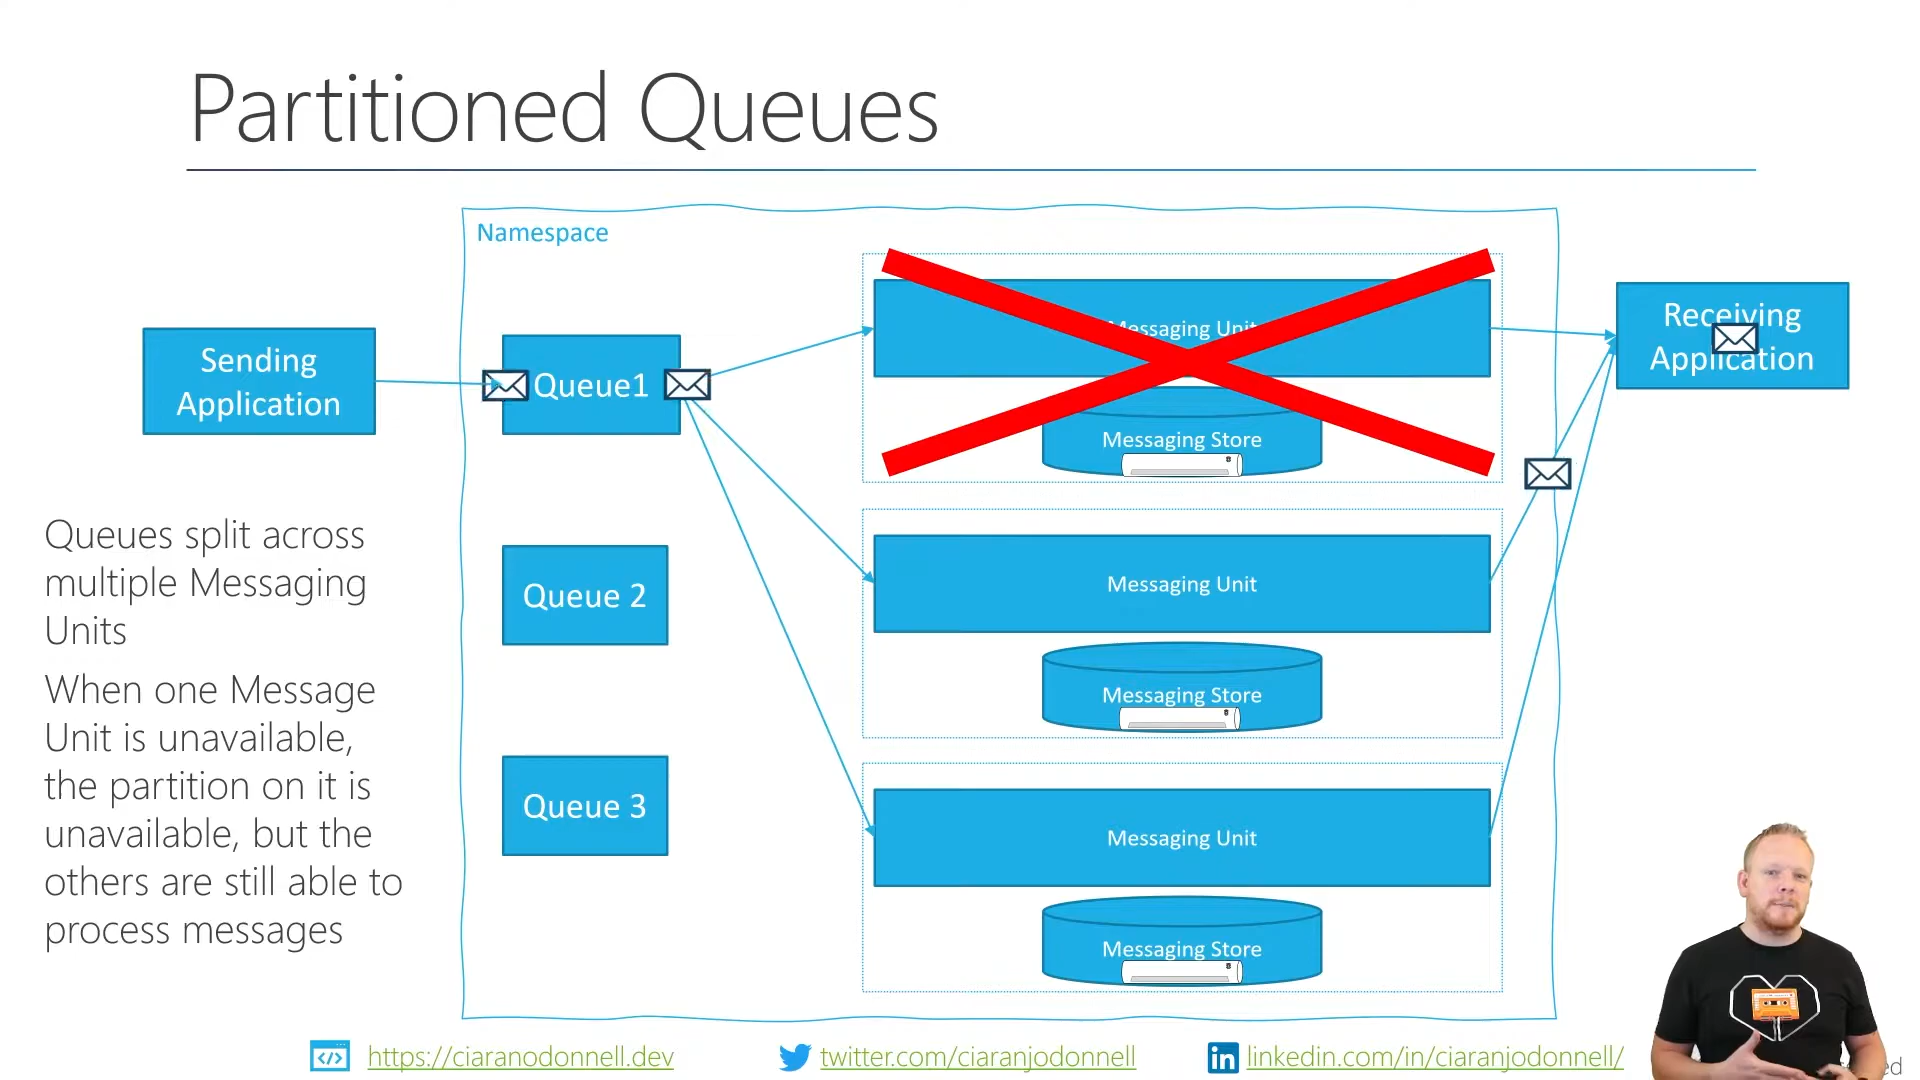 Partitioned Queues
Namespace
Sending
Application
Queue1
Messaging Unit
Messaging Store
Receiving
Application
Queues split across
multiple Messaging
Units
When one Message
Unit is unavailable,
the partition on it is
unavailable, but the
others are still able to
process messages
Queue 2
Messaging Unit
Messaging Store
Queue 3
Messaging Unit
Messaging Store
https://ciaranodonnell.dev
twitter.com/ciaranjodonnell
linkedin.com/in/ciaranjodonnell/